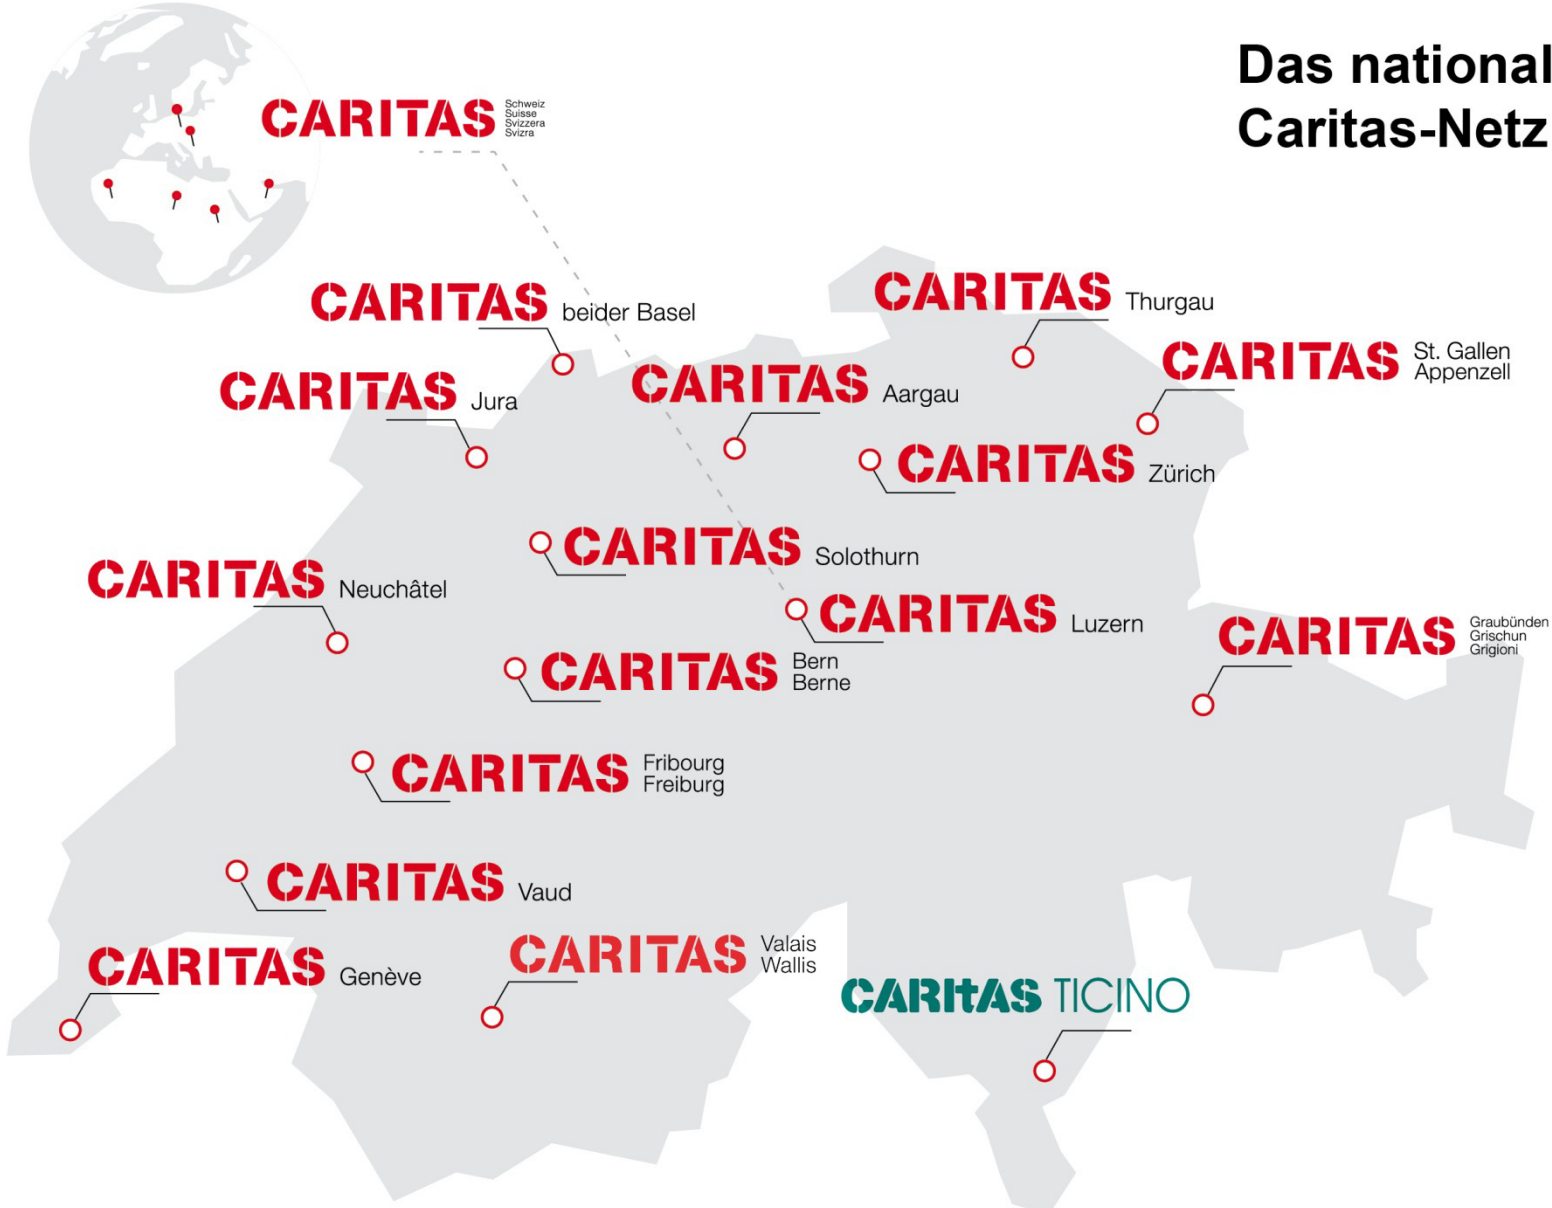 Das national
Caritas-Netz
CARITAS
Schweiz
Suisse
Svizzera
Svizra
CARITAS beider Basel
CARITAS Thurgau
CARITAS St. Gallen
Appenzell
CARITAS Jura
CARITAS Aargau
CARITAS Zürich
CARITAS Solothurn
CARITAS Neuchâtel
CARITAS Luzern
CARITAS Graubünden
Grischun
Grigioni
CARITAS Bern
Berne
CARITAS Fribourg
Freiburg
CARITAS Vaud
CARITAS Valais
Wallis
CARITAS Genève
CARItAS TICINO